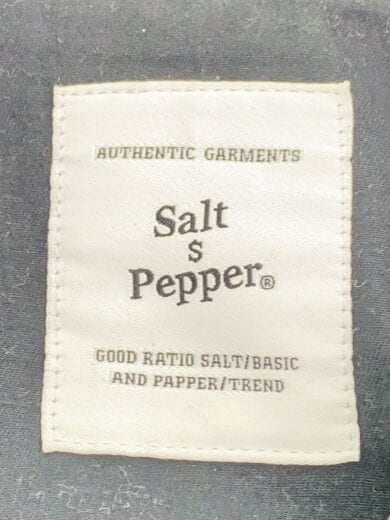 AUTHENTIC GARMENTS
Salt
S
Pepper®
GOOD RATIO SALT/BASIC
AND PAPPER/TREND